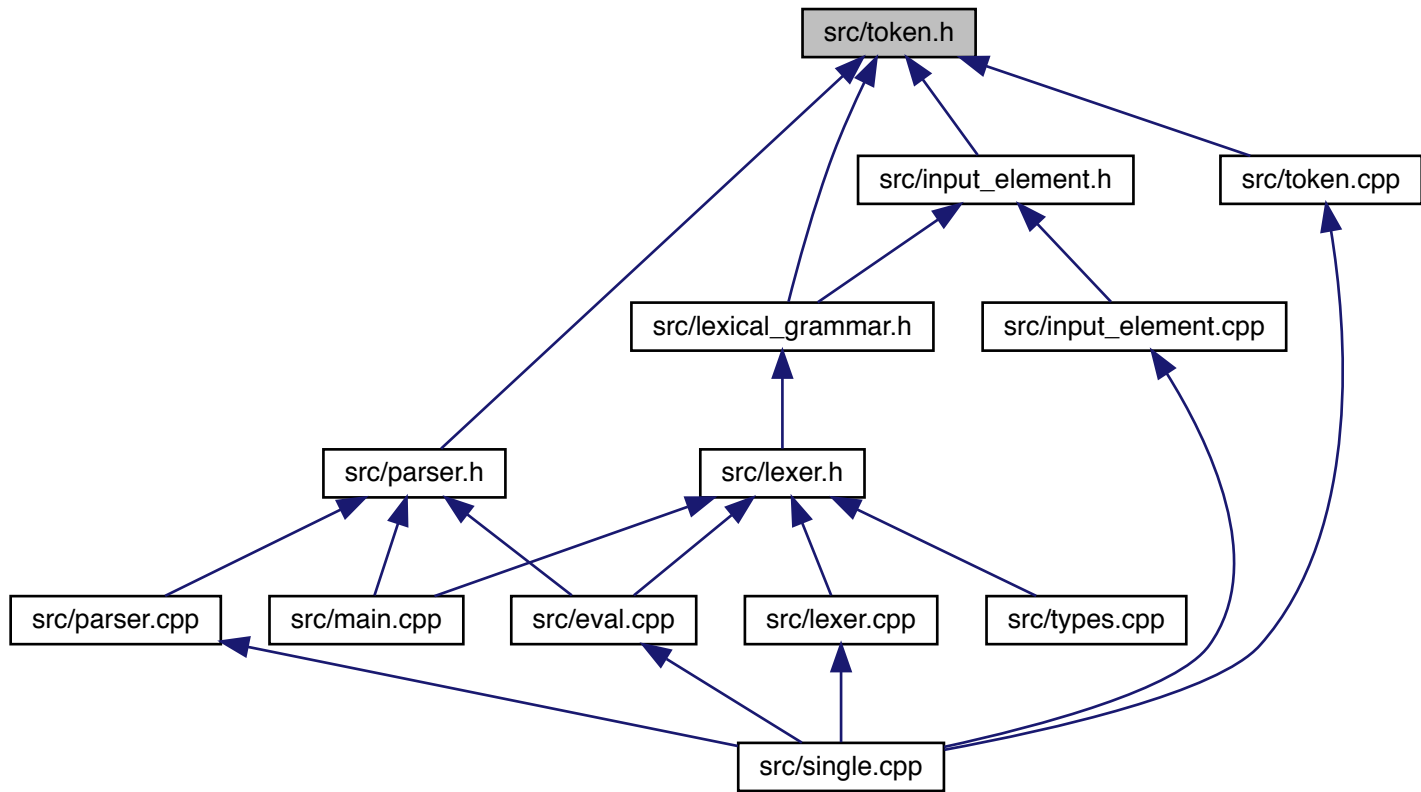 src/token.h
src/input_element.h
src/token.cpp
src/lexical_grammar.h
src/input_element.cpp
src/parser.h
src/lexer.h
src/parser.cpp
src/main.cpp
src/eval.cpp
src/lexer.cpp
src/types.cpp
src/single.cpp